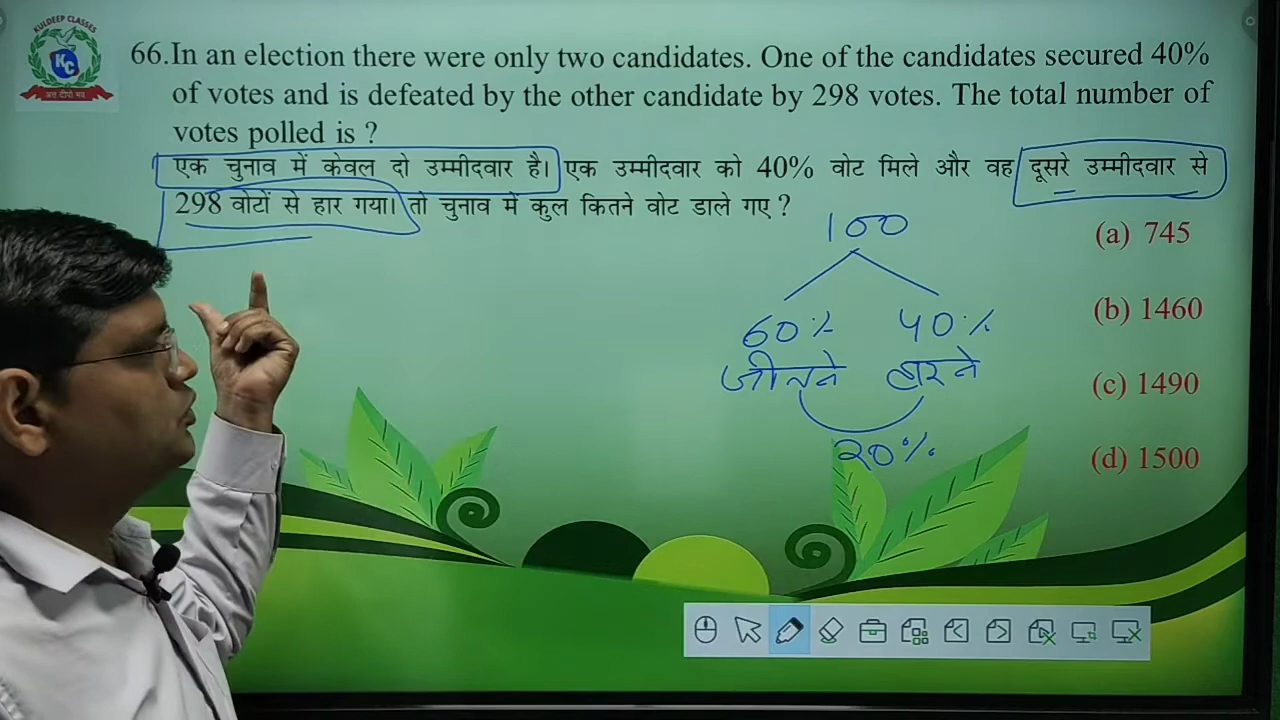 KULDEEP CLASSES
KC
अत्त दीपो भव
66.In an election there were only two candidates. One of the candidates secured 40%
of votes and is defeated by the other candidate by 298 votes. The total number of
votes polled is ?
एक चुनाव में केवल दो उम्मीदवार है। एक उम्मीदवार को 40% वोट मिले और वह दूसरे उम्मीदवार से
298 वोटों से हार गया। तो चुनाव में कुल कितने वोट डाले गए ?
100
(a) 745
60% 40%
(b) 1460
जीतने हारने
(c) 1490
20%
(d) 1500